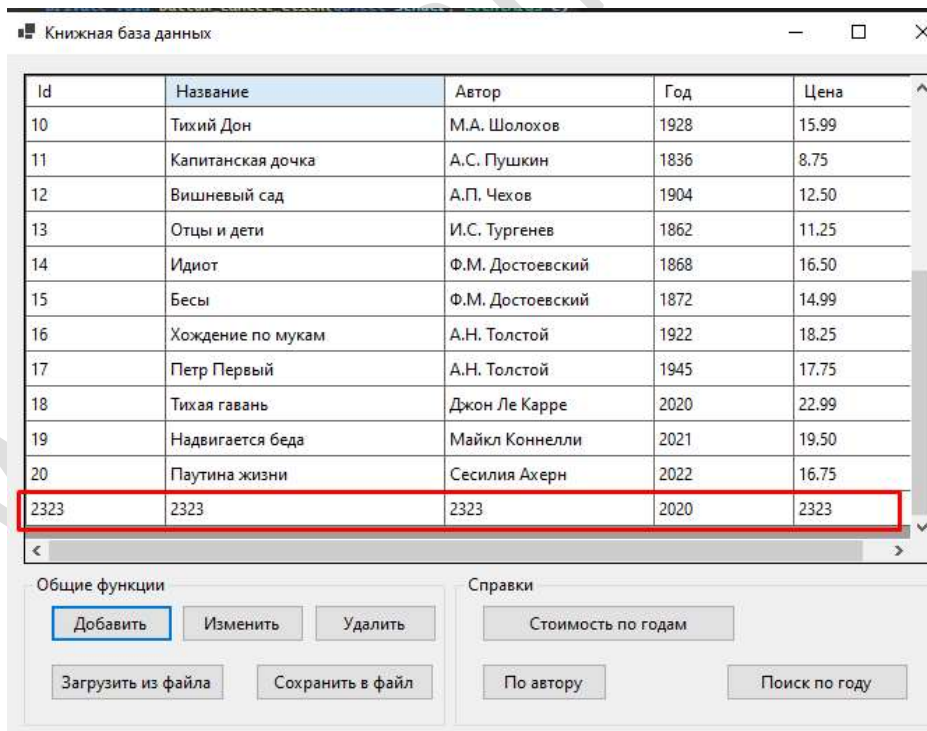 Книжная база данных
Id Название Автор Год Цена
10 Тихий Дон М.А. Шолохов 1928 15.99
11 Капитанская дочка А.С. Пушкин 1836 8.75
12 Вишневый сад А.П. Чехов 1904 12.50
13 Отцы и дети И.С. Тургенев 1862 11.25
14 Идиот Ф.М. Достоевский 1868 16.50
15 Бесы Ф.М. Достоевский 1872 14.99
16 Хождение по мукам А.Н. Толстой 1922 18.25
17 Петр Первый А.Н. Толстой 1945 17.75
18 Тихая гавань Джон Ле Карре 2020 22.99
19 Надвигается беда Майкл Коннелли 2021 19.50
20 Паутина жизни Сесилия Ахерн 2022 16.75
2323 2323 2323 2020 2323
Общие функции Справки
Добавить Изменить Удалить Стоимость по годам
Загрузить из файла Сохранить в файл По автору Поиск по году